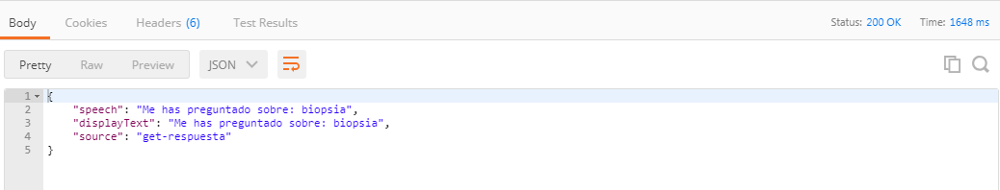 Body Cookies Headers (6) Test Results Status: 200 OK Time: 1648 ms
Pretty Raw Preview JSON
1 {
2 "speech": "Me has preguntado sobre: biopsia",
3 "displayText": "Me has preguntado sobre: biopsia",
4 "source": "get-respuesta"
5 }